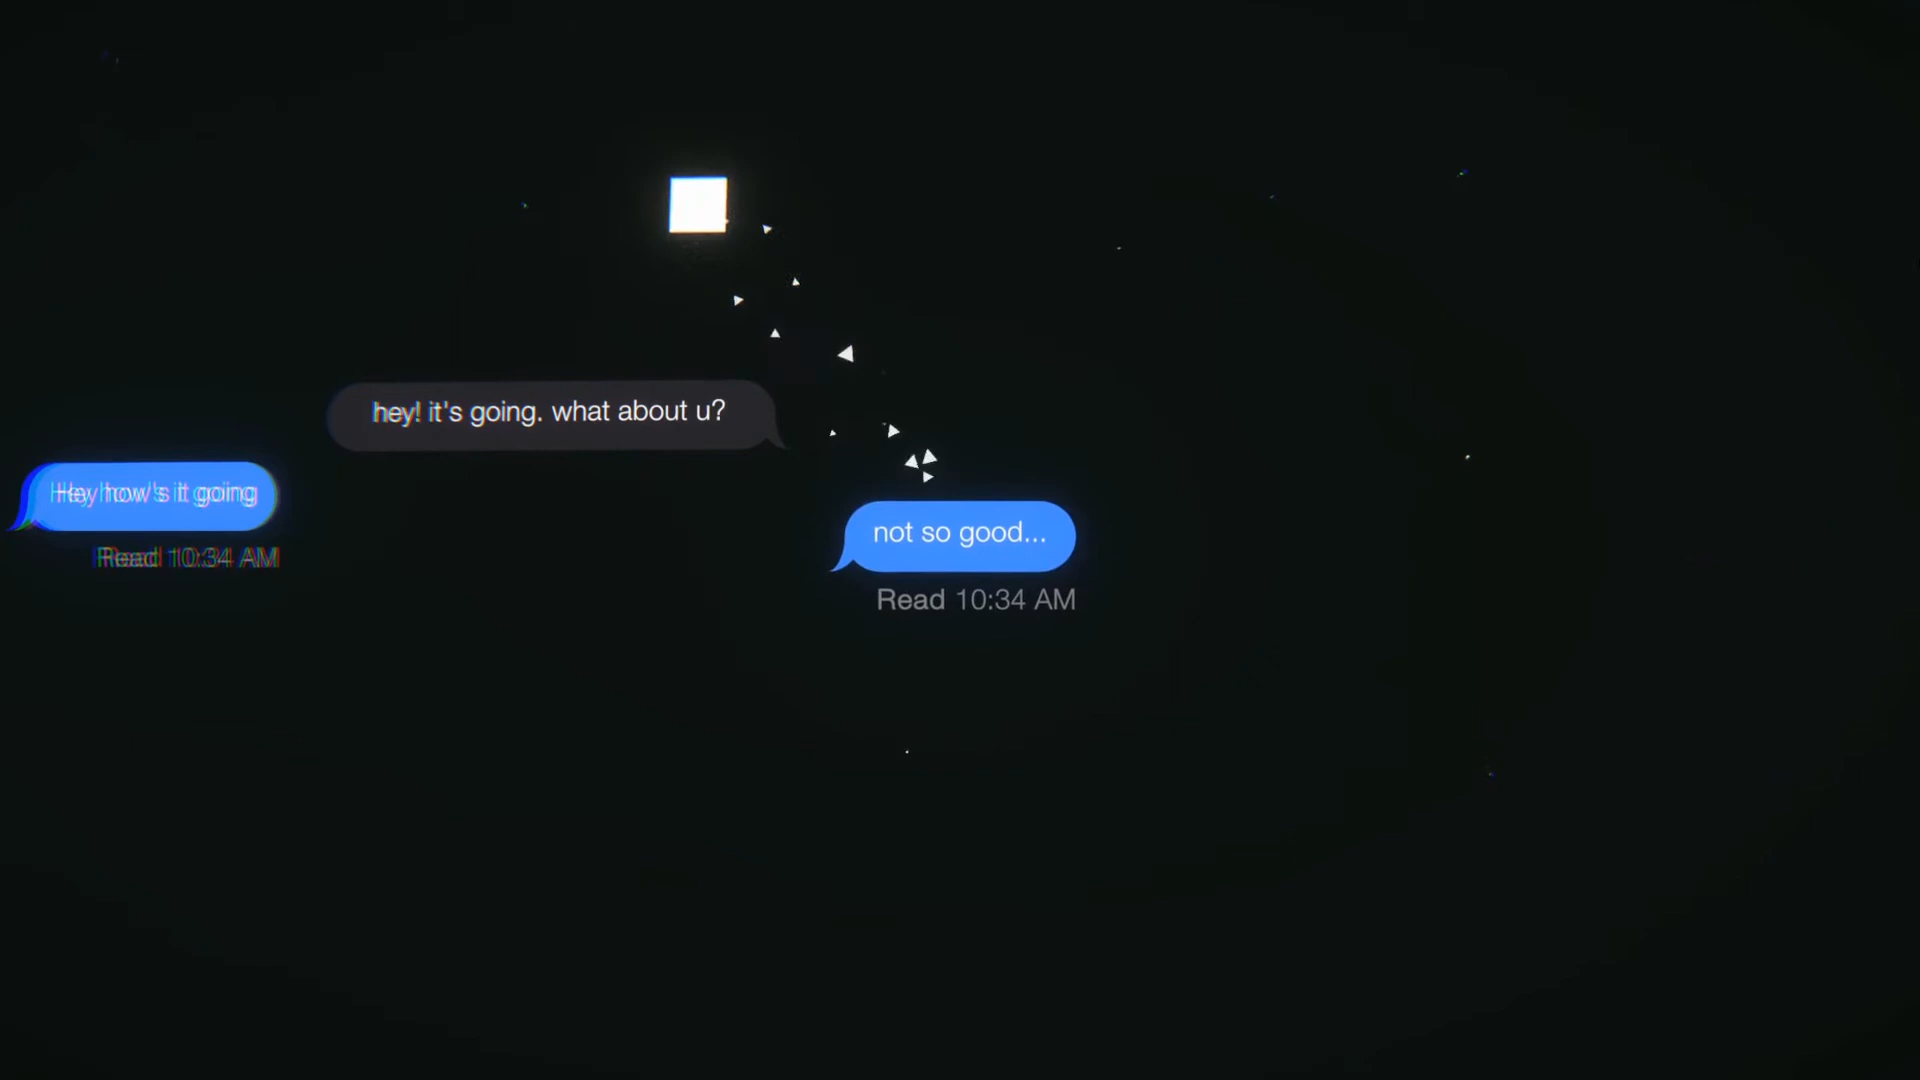 Hey how's it going
Read 10:34 AM
hey! it's going. what about u?
not so good...
Read 10:34 AM